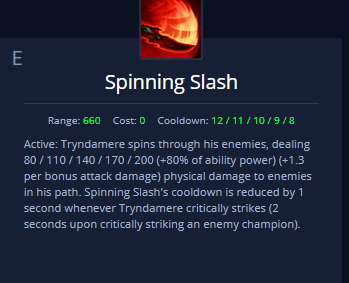 E
Spinning Slash
Range: 660 Cost: 0 Cooldown: 12 / 11 / 10 / 9 / 8
Active: Tryndamere spins through his enemies, dealing
80 / 110 / 140 / 170 / 200 (+80% of ability power) (+1.3
per bonus attack damage) physical damage to enemies
in his path. Spinning Slash's cooldown is reduced by 1
second whenever Tryndamere critically strikes (2
seconds upon critically striking an enemy champion).